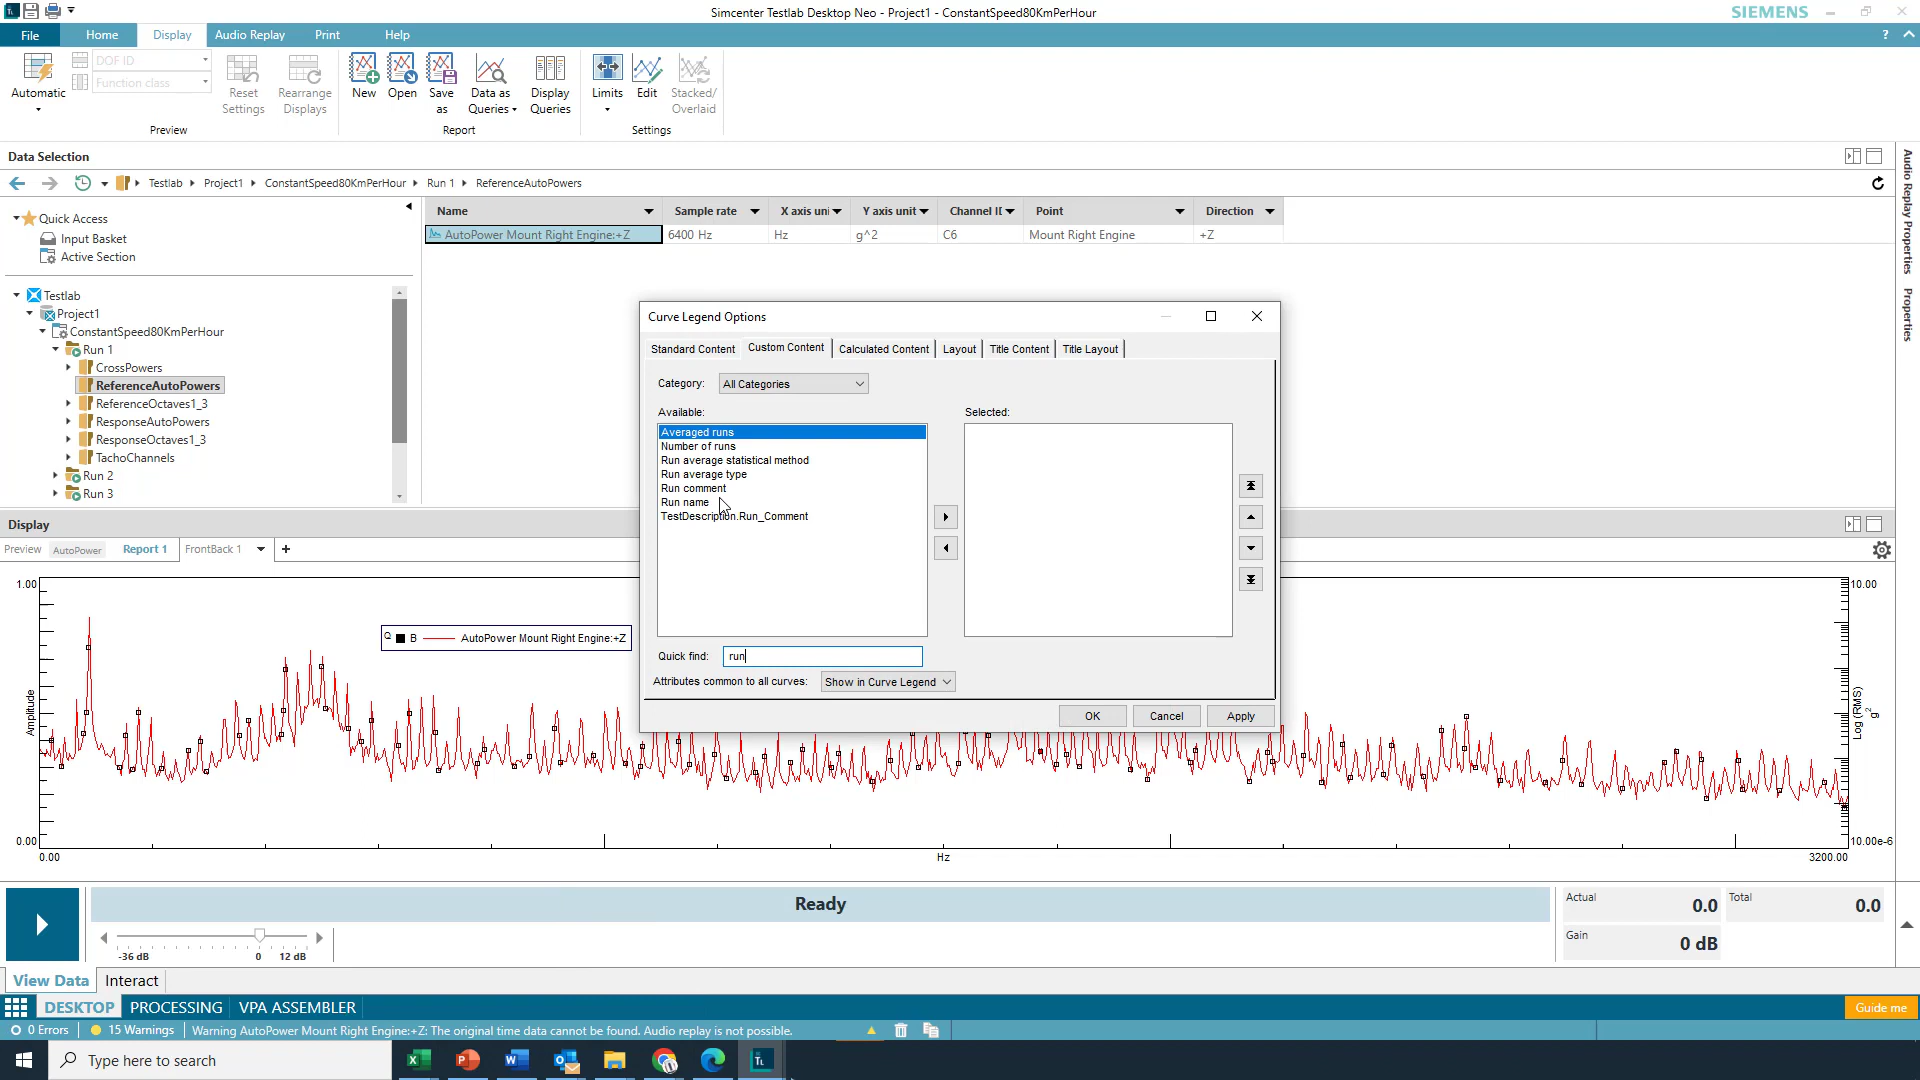 Simcenter Testlab Desktop Neo - Project1 - ConstantSpeed80KmPerHour
SIEMENS
File Home Display Audio Replay Print Help
Automatic
DOF ID
Function class
Reset Settings
Rearrange Displays
Preview
New
Open
Save as
Data as Queries
Display Queries
Report
Limits
Edit
Stacked/ Overlaid
Settings
Data Selection
Testlab Project1 ConstantSpeed80KmPerHour Run 1 ReferenceAutoPowers
Quick Access
Input Basket
Active Section
Testlab
Project1
ConstantSpeed80KmPerHour
Run 1
CrossPowers
ReferenceAutoPowers
ReferenceOctaves1_3
ResponseAutoPowers
ResponseOctaves1_3
TachoChannels
Run 2
Run 3
Name Sample rate X axis uni Y axis unit Channel II Point Direction
AutoPower Mount Right Engine:+Z 6400 Hz Hz g^2 C6 Mount Right Engine +Z
Audio Replay Properties
Properties
Curve Legend Options
Standard Content Custom Content Calculated Content Layout Title Content Title Layout
Category: All Categories
Available: Selected:
Averaged runs
Number of runs
Run average statistical method
Run average type
Run comment
Run name
TestDescription.Run_Comment
Quick find: run
Attributes common to all curves: Show in Curve Legend
OK Cancel Apply
Display
Preview AutoPower Report 1 FrontBack 1 +
1.00
Amplitude
0.00
0.00
Hz
3200.00
10.00
Log (RMS)
g2
10.00e-6
B AutoPower Mount Right Engine:+Z
Ready
-36 dB 0 12 dB
Actual 0.0 Total 0.0
Gain 0 dB
View Data Interact
DESKTOP PROCESSING VPA ASSEMBLER
Guide me
0 Errors 15 Warnings Warning AutoPower Mount Right Engine:+Z: The original time data cannot be found. Audio replay is not possible.
Type here to search